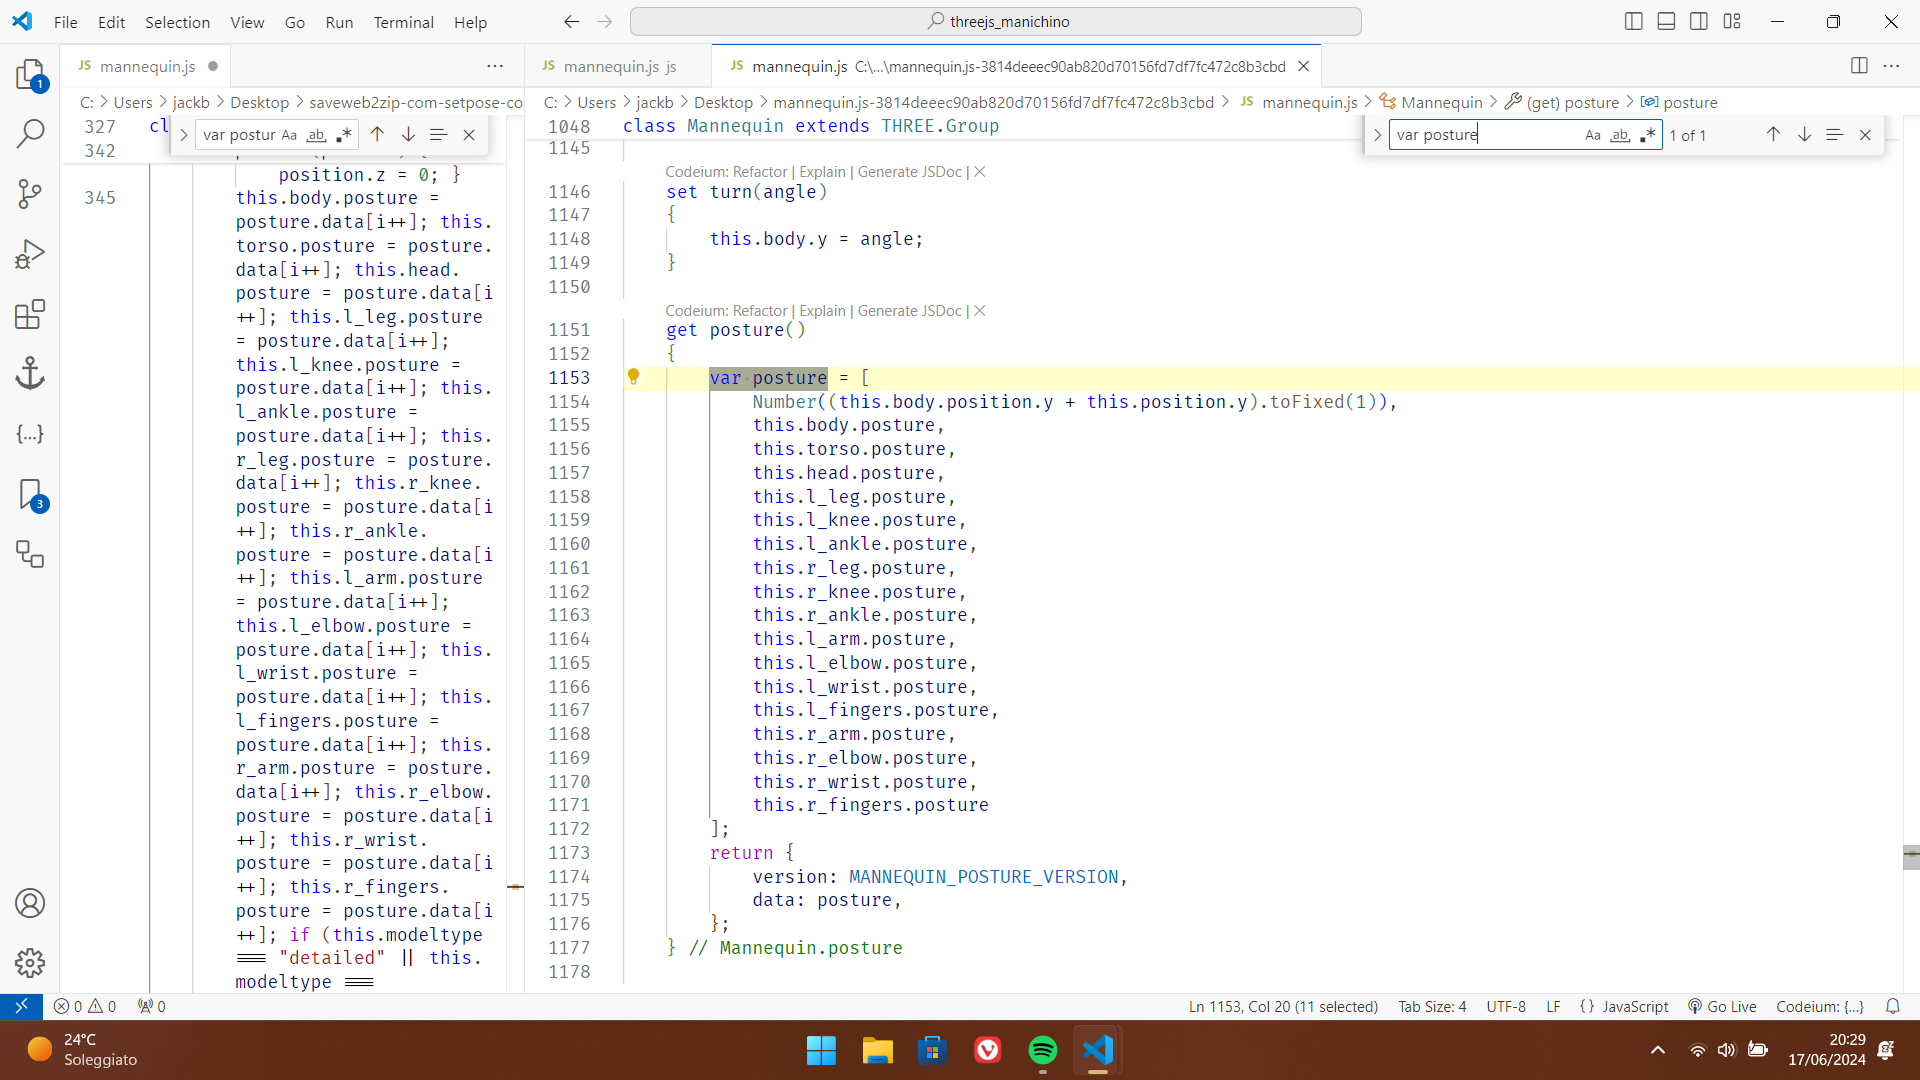 File Edit Selection View Go Run Terminal Help
threejs_manichino
JS mannequin.js
JS mannequin.js js
JS mannequin.js C:\...\mannequin.js-3814deeec90ab820d70156fd7df7fc472c8b3cbd
C: > Users > jackb > Desktop > saveweb2zip-com-setpose-co
C: > Users > jackb > Desktop > mannequin.js-3814deeec90ab820d70156fd7df7fc472c8b3cbd > JS mannequin.js > Mannequin > (get) posture > posture
var postur Aa ab
var posture Aa ab 1 of 1
327 cl
342
position.z = 0; }
345 this.body.posture =
posture.data[i++]; this.
torso.posture = posture.
data[i++]; this.head.
posture = posture.data[i
++]; this.l_leg.posture
= posture.data[i++];
this.l_knee.posture =
posture.data[i++]; this.
l_ankle.posture =
posture.data[i++]; this.
r_leg.posture = posture.
data[i++]; this.r_knee.
posture = posture.data[i
++]; this.r_ankle.
posture = posture.data[i
++]; this.l_arm.posture
= posture.data[i++];
this.l_elbow.posture =
posture.data[i++]; this.
l_wrist.posture =
posture.data[i++]; this.
l_fingers.posture =
posture.data[i++]; this.
r_arm.posture = posture.
data[i++]; this.r_elbow.
posture = posture.data[i
++]; this.r_wrist.
posture = posture.data[i
++]; this.r_fingers.
posture = posture.data[i
++]; if (this.modeltype
=== "detailed" || this.
modeltype ===
1048 class Mannequin extends THREE.Group
1145
Codeium: Refactor | Explain | Generate JSDoc | X
1146 set turn(angle)
1147 {
1148 this.body.y = angle;
1149 }
1150
Codeium: Refactor | Explain | Generate JSDoc | X
1151 get posture()
1152 {
1153 var posture = [
1154 Number((this.body.position.y + this.position.y).toFixed(1)),
1155 this.body.posture,
1156 this.torso.posture,
1157 this.head.posture,
1158 this.l_leg.posture,
1159 this.l_knee.posture,
1160 this.l_ankle.posture,
1161 this.r_leg.posture,
1162 this.r_knee.posture,
1163 this.r_ankle.posture,
1164 this.l_arm.posture,
1165 this.l_elbow.posture,
1166 this.l_wrist.posture,
1167 this.l_fingers.posture,
1168 this.r_arm.posture,
1169 this.r_elbow.posture,
1170 this.r_wrist.posture,
1171 this.r_fingers.posture
1172 ];
1173 return {
1174 version: MANNEQUIN_POSTURE_VERSION,
1175 data: posture,
1176 };
1177 } // Mannequin.posture
1178
1
3
0 0 0
Ln 1153, Col 20 (11 selected) Tab Size: 4 UTF-8 LF {} JavaScript Go Live Codeium: {...}
24°C
Soleggiato
20:29
17/06/2024